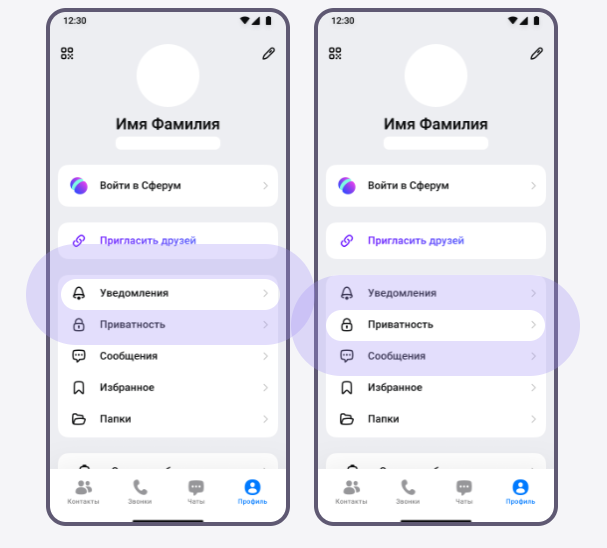 12:30
Имя Фамилия
Войти в Сферум
Пригласить друзей
Уведомления
Приватность
Сообщения
Избранное
Папки
Контакты
Звонки
Чаты
Профиль
12:30
Имя Фамилия
Войти в Сферум
Пригласить друзей
Уведомления
Приватность
Сообщения
Избранное
Папки
Контакты
Звонки
Чаты
Профиль